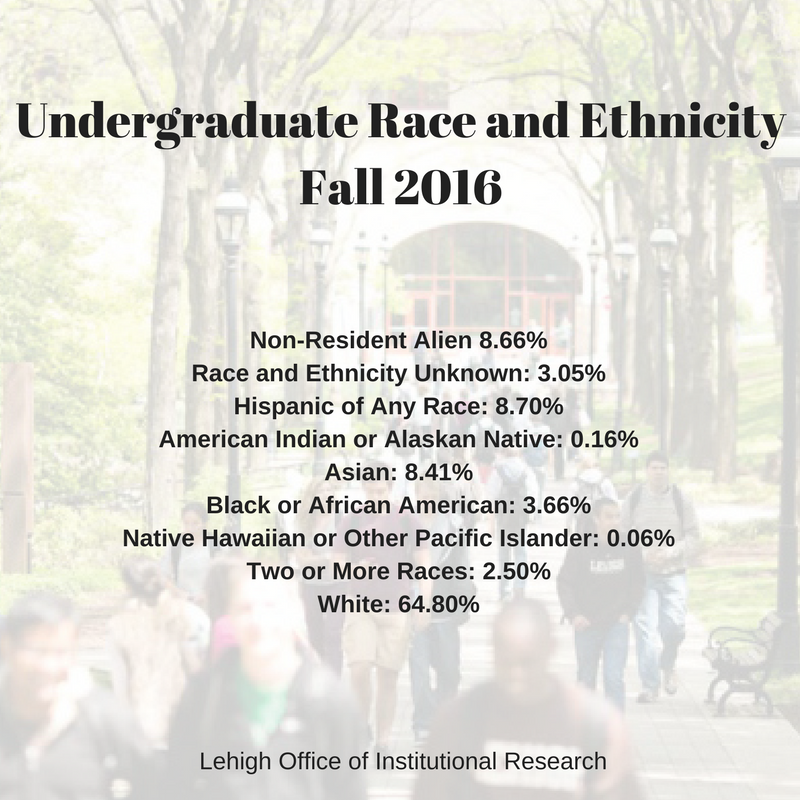 Undergraduate Race and Ethnicity
Fall 2016
Non-Resident Alien 8.66%
Race and Ethnicity Unknown: 3.05%
Hispanic of Any Race: 8.70%
American Indian or Alaskan Native: 0.16%
Asian: 8.41%
Black or African American: 3.66%
Native Hawaiian or Other Pacific Islander: 0.06%
Two or More Races: 2.50%
White: 64.80%
Lehigh Office of Institutional Research